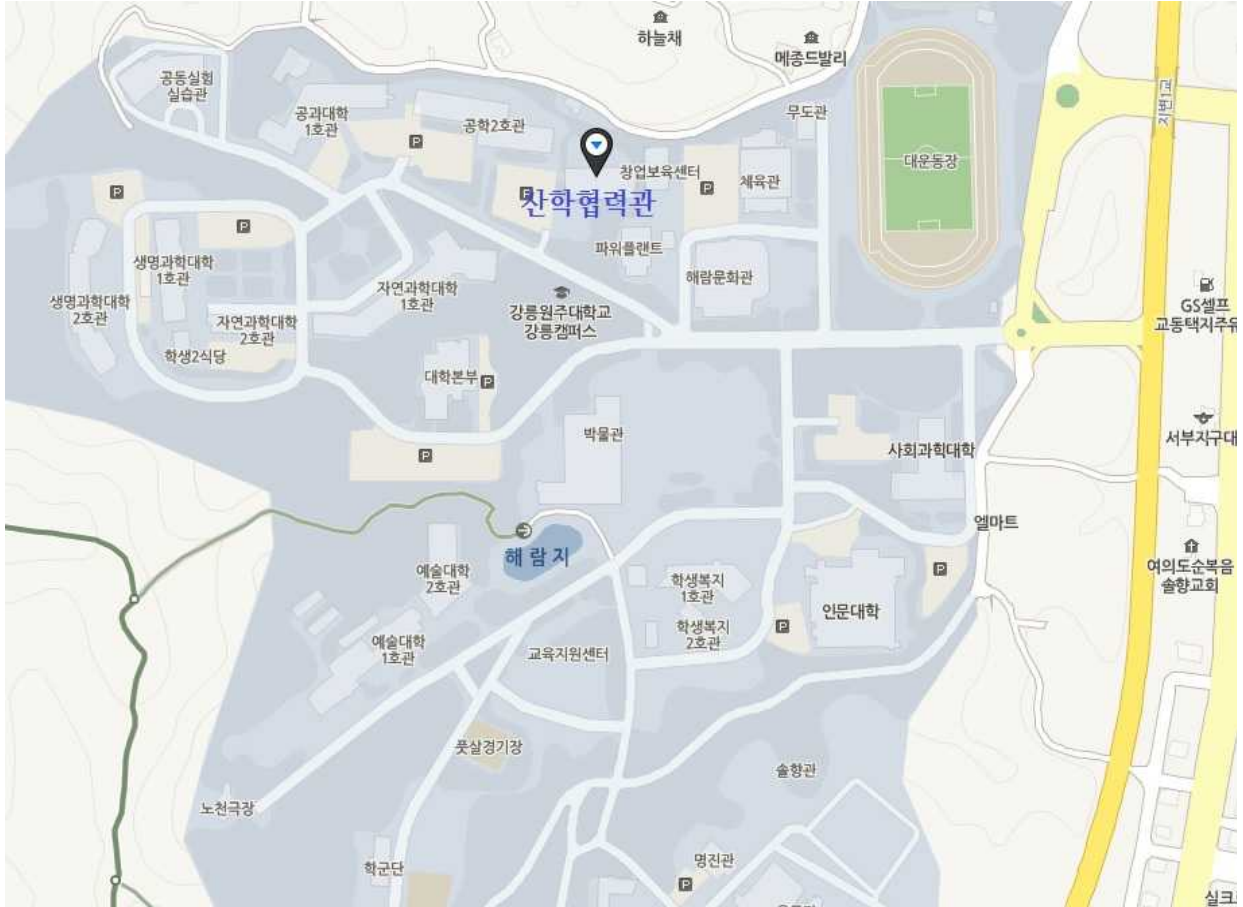 하늘채
메종드발리
공동실험
실습관
공과대학
1호관
P
공학2호관
무도관
지변1교
대운동장
창업보육센터
체육관
P
P
P
산학협력관
P
파워플랜트
해람문화관
생명과학대학
1호관
생명과학대학
2호관
자연과학대학
1호관
강릉원주대학교
강릉캠퍼스
자연과학대학
2호관
GS셀프
교동택지주유
학생2식당
대학본부
P
박물관
P
사회과학대학
서부지구대
엘마트
해 람 지
예술대학
2호관
학생복지
1호관
P
여의도순복음
솔향교회
인문대학
학생복지
2호관
P
예술대학
1호관
교육지원센터
풋살경기장
솔향관
노천극장
학군단
명진관
P
실크